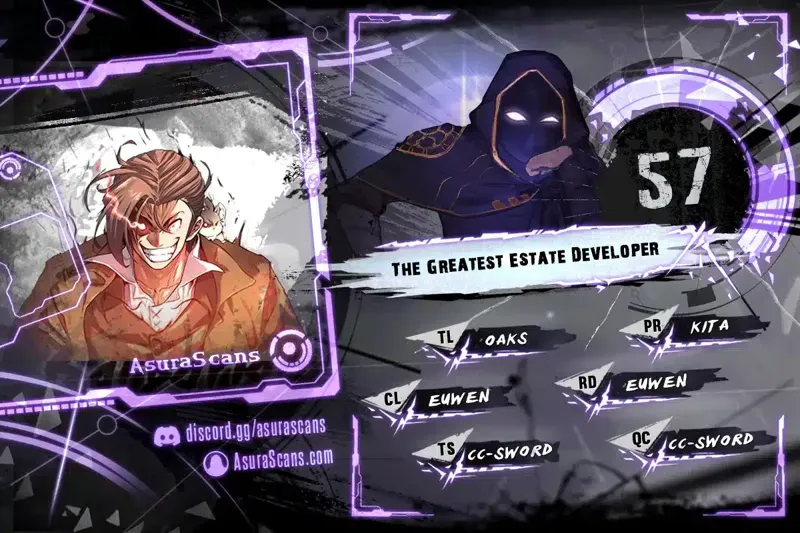 57
THE GREATEST ESTATE DEVELOPER
AsuraScans
TL OAKS
PR KITA
CL EUWEN
RD EUWEN
TS CC-SWORD
QC CC-SWORD
discord.gg/asurascans
AsuraScans.com